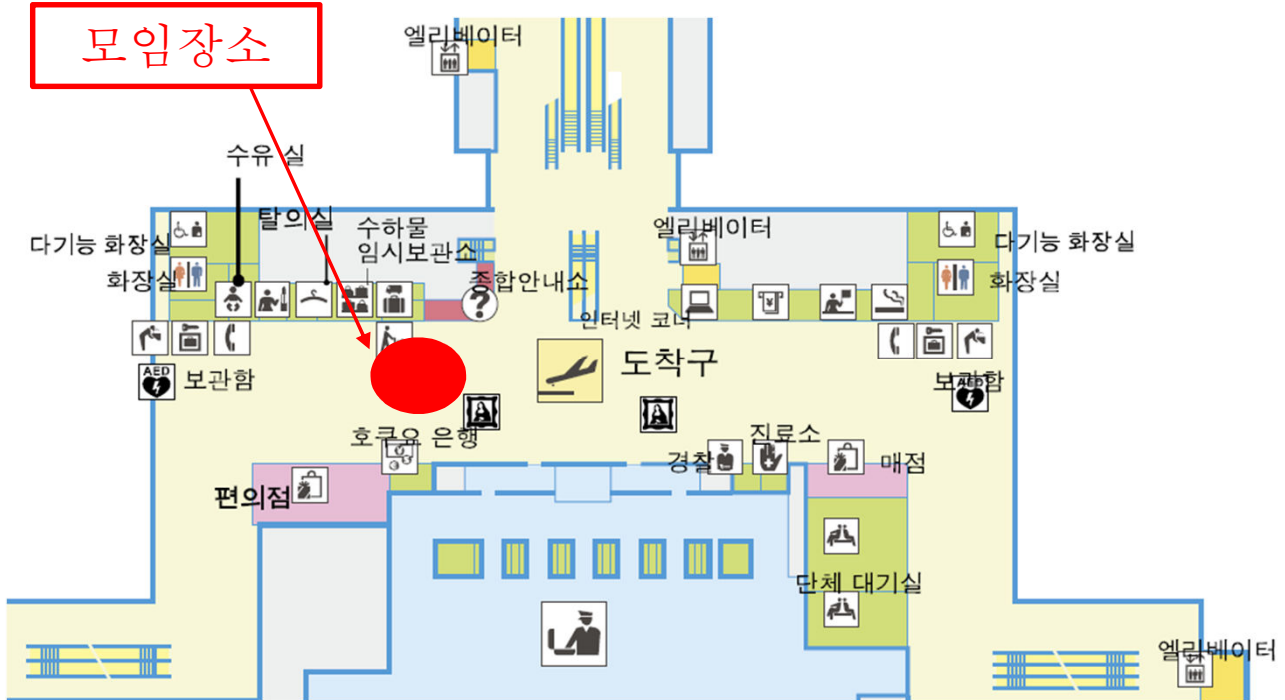 모임장소
엘리베이터
수유 실
탈의실
수하물
임시보관소
엘리베이터
다기능 화장실
다기능 화장실
화장실
종합안내소
화장실
인터넷 코너
도착구
AED
보관함
AED
보관함
호쿠요 은행
진료소
경찰
매점
편의점
단체 대기실
엘리베이터